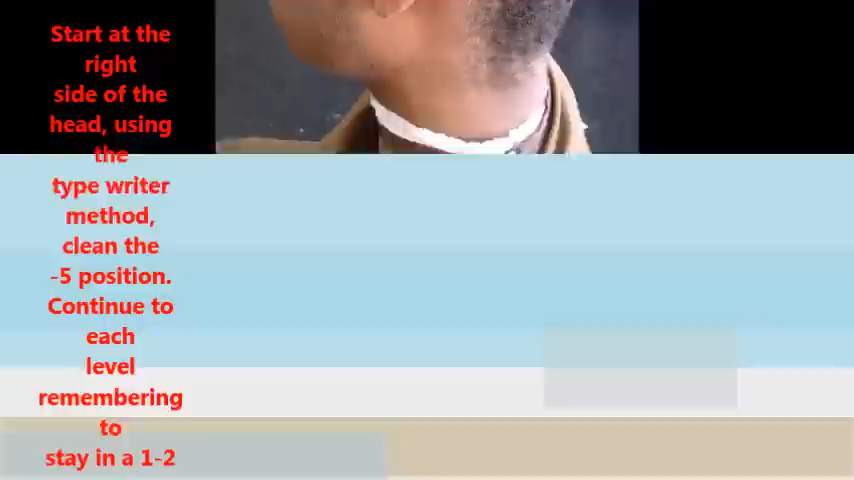 Start at the
right
side of the
head, using
the
type writer
method,
clean the
-5 position.
Continue to
each
level
remembering
to
stay in a 1-2